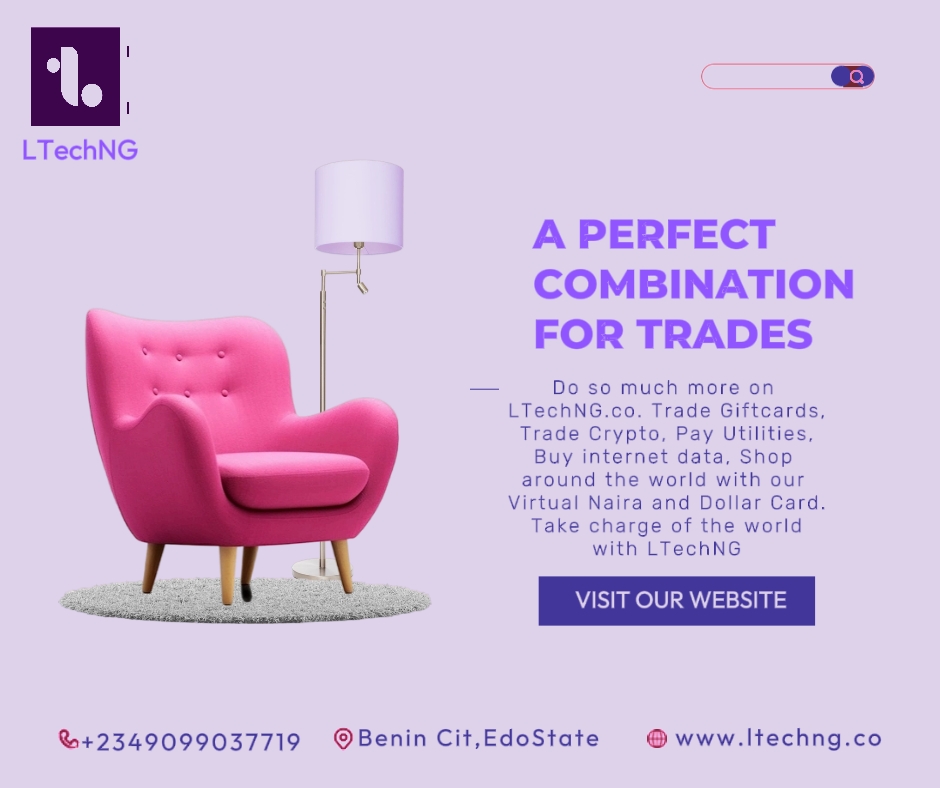 LTechNG
A PERFECT
COMBINATION
FOR TRADES
Do so much more on
LTechNG.co. Trade Giftcards,
Trade Crypto, Pay Utilities,
Buy internet data, Shop
around the world with our
Virtual Naira and Dollar Card.
Take charge of the world
with LTechNG
VISIT OUR WEBSITE
+2349099037719
Benin Cit,EdoState
www.ltechng.co